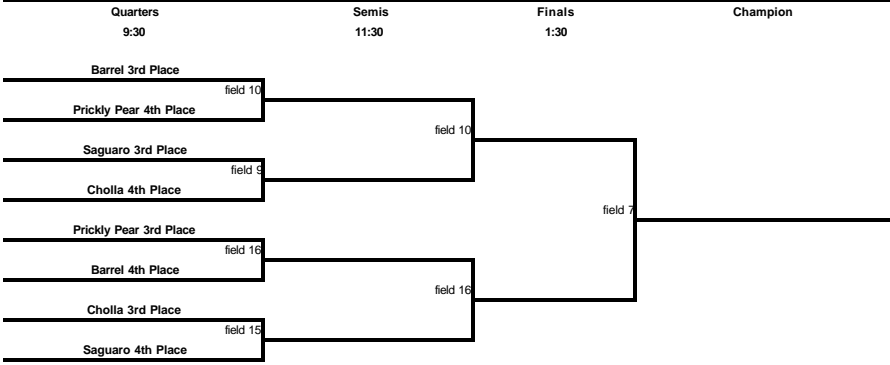 Quarters Semis Finals Champion
9:30 11:30 1:30
Barrel 3rd Place
field 10
Prickly Pear 4th Place
field 10
Saguaro 3rd Place
field 9
Cholla 4th Place
field 7
Prickly Pear 3rd Place
field 16
Barrel 4th Place
field 16
Cholla 3rd Place
field 15
Saguaro 4th Place